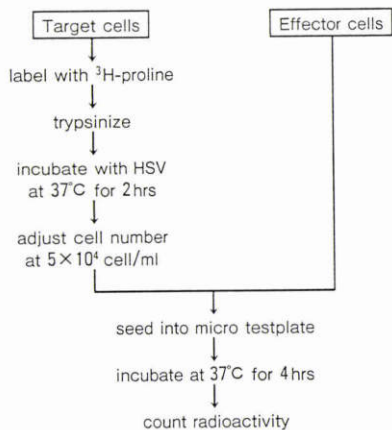 Target cells
Effector cells
label with ³H-proline
trypsinize
incubate with HSV
at 37℃ for 2 hrs
adjust cell number
at 5×10⁴ cell/ml
seed into micro testplate
incubate at 37℃ for 4 hrs
count radioactivity